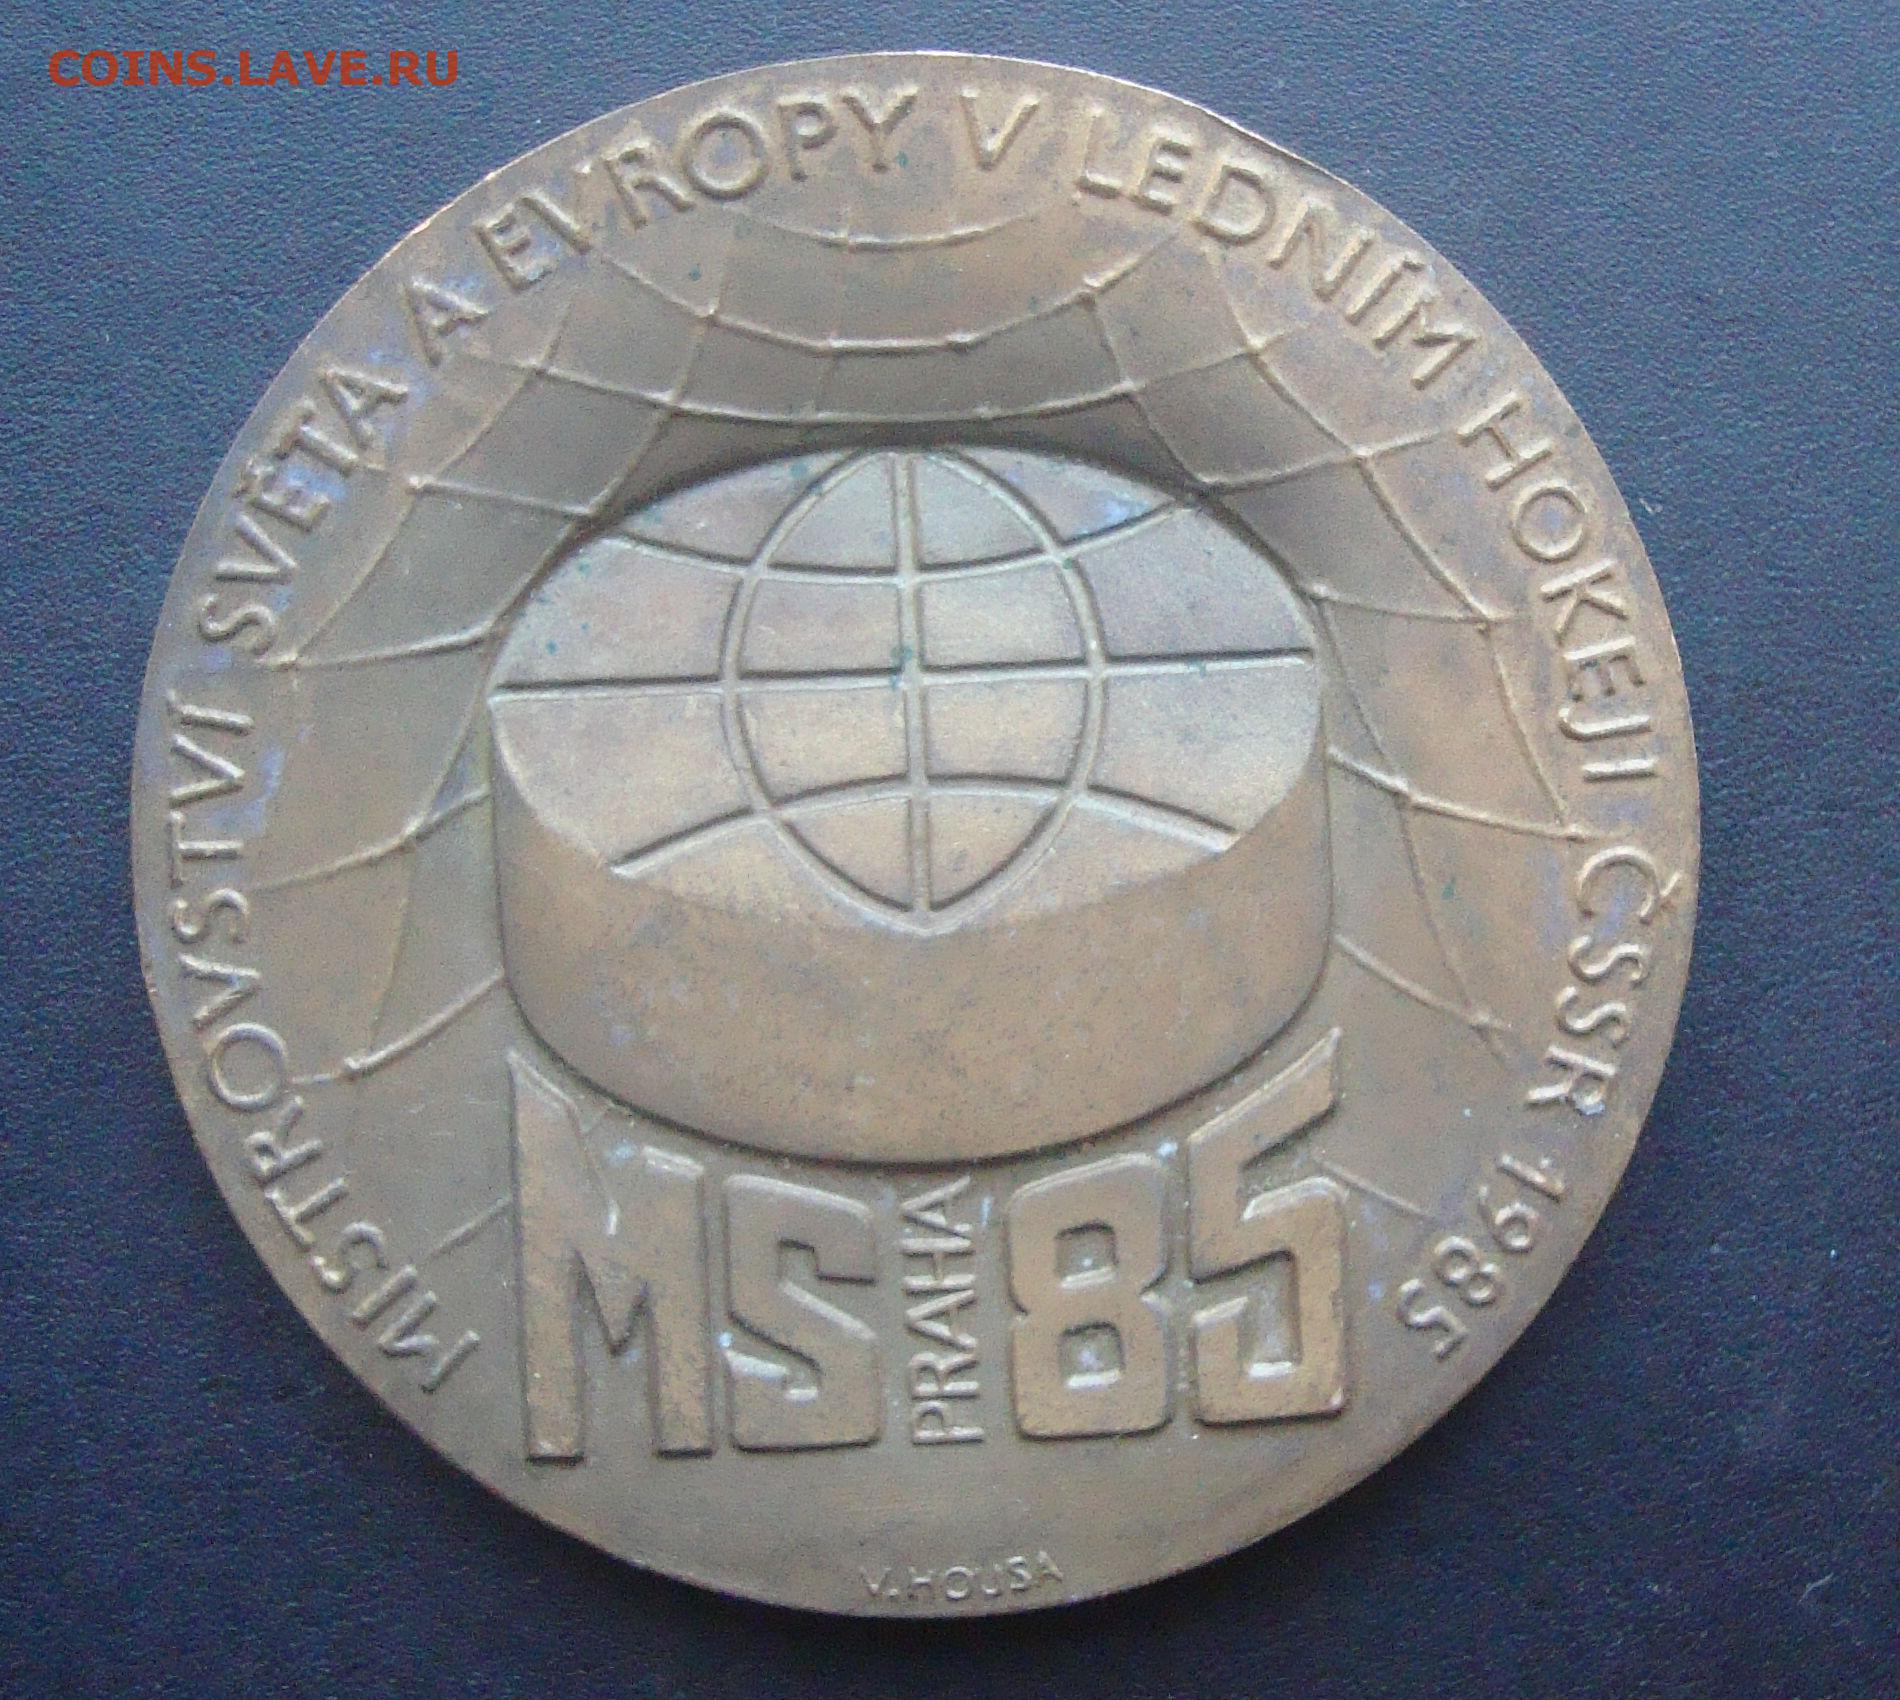 COINS.LAVE.RU
MISTROVSTVÍ SVĚTA A EVROPY V LEDNÍM HOKEJI ČSSR 1985
MS PRAHA 85
V. HOUSA